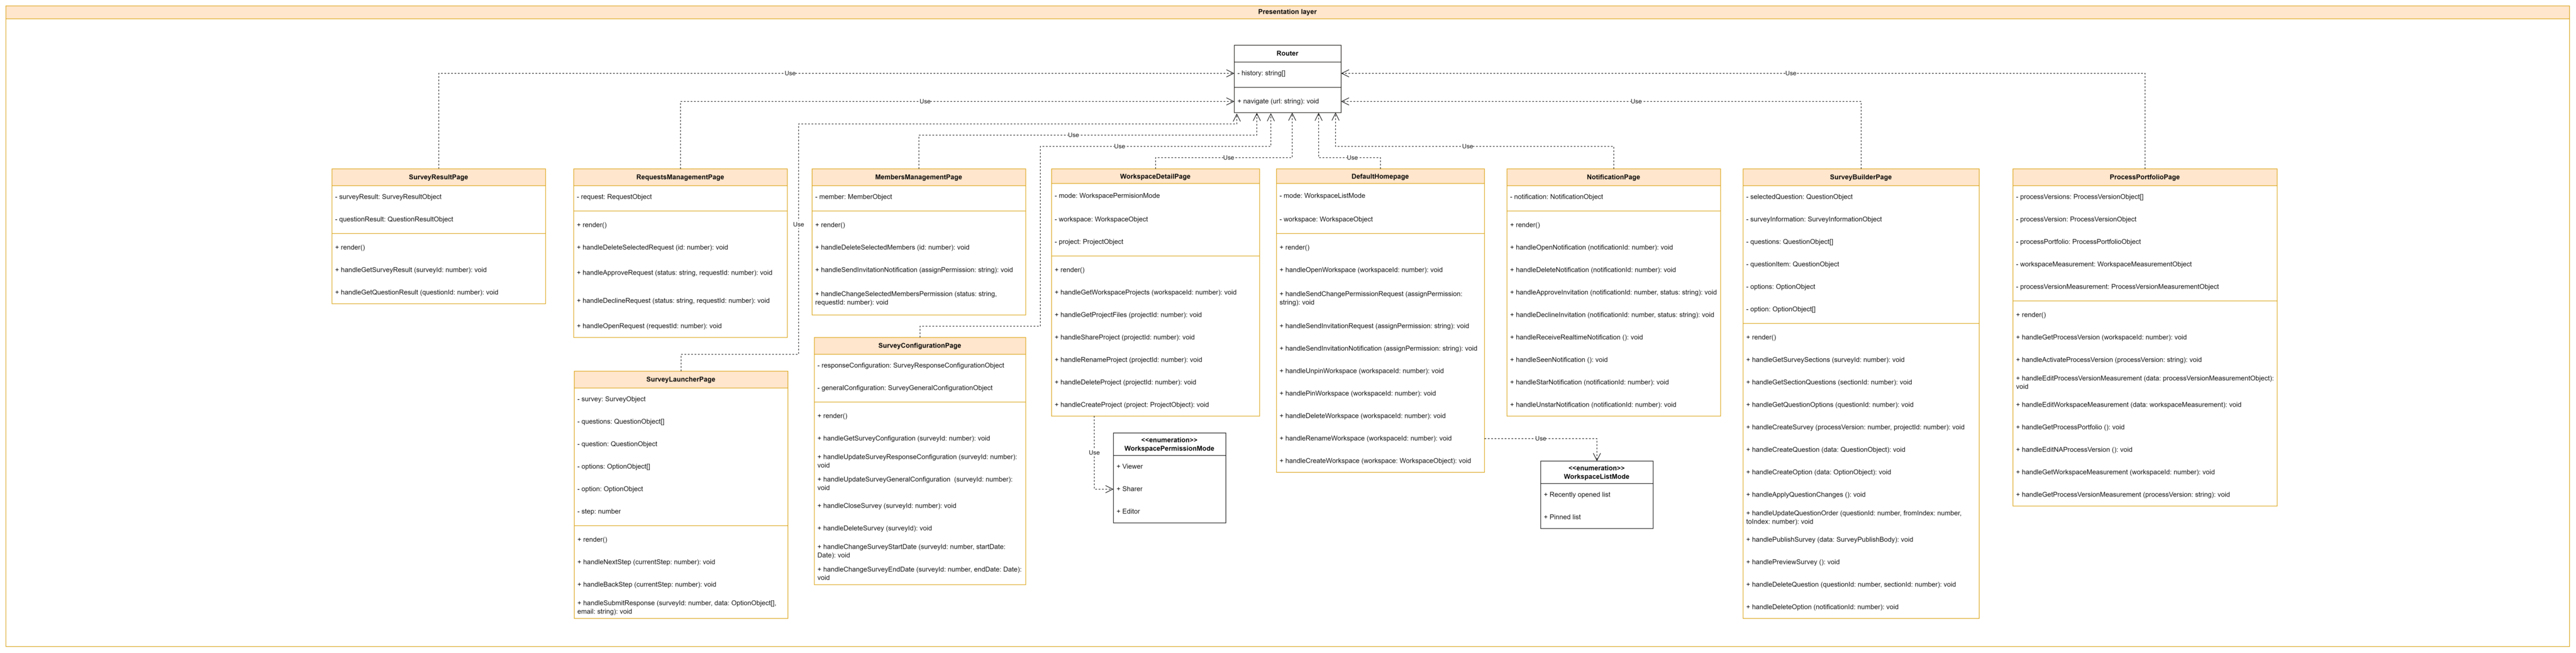 Presentation layer
Router
- history: string[]
+ navigate (url: string): void
Use
Use
Use
Use
Use
Use
Use
Use
Use
Use
SurveyResultPage
- surveyResult: SurveyResultObject
- questionResult: QuestionResultObject
+ render()
+ handleGetSurveyResult (surveyId: number): void
+ handleGetQuestionResult (questionId: number): void
RequestsManagementPage
- request: RequestObject
+ render()
+ handleDeleteSelectedRequest (id: number): void
+ handleApproveRequest (status: string, requestId: number): void
+ handleDeclineRequest (status: string, requestId: number): void
+ handleOpenRequest (requestId: number): void
SurveyLauncherPage
- survey: SurveyObject
- questions: QuestionObject[]
- question: QuestionObject
- options: OptionObject[]
- option: OptionObject
- step: number
+ render()
+ handleNextStep (currentStep: number): void
+ handleBackStep (currentStep: number): void
+ handleSubmitResponse (surveyId: number, data: OptionObject[],
email: string): void
MembersManagementPage
- member: MemberObject
+ render()
+ handleDeleteSelectedMembers (id: number): void
+ handleSendInvitationNotification (assignPermission: string): void
+ handleChangeSelectedMembersPermission (status: string,
requestId: number): void
SurveyConfigurationPage
- responseConfiguration: SurveyResponseConfigurationObject
- generalConfiguration: SurveyGeneralConfigurationObject
+ render()
+ handleGetSurveyConfiguration (surveyId: number): void
+ handleUpdateSurveyResponseConfiguration (surveyId: number):
void
+ handleUpdateSurveyGeneralConfiguration (surveyId: number):
void
+ handleCloseSurvey (surveyId: number): void
+ handleDeleteSurvey (surveyId): void
+ handleChangeSurveyStartDate (surveyId: number, startDate:
Date): void
+ handleChangeSurveyEndDate (surveyId: number, endDate: Date):
void
WorkspaceDetailPage
- mode: WorkspacePermisionMode
- workspace: WorkspaceObject
- project: ProjectObject
+ render()
+ handleGetWorkspaceProjects (workspaceId: number): void
+ handleGetProjectFiles (projectId: number): void
+ handleShareProject (projectId: number): void
+ handleRenameProject (projectId: number): void
+ handleDeleteProject (projectId: number): void
+ handleCreateProject (project: ProjectObject): void
Use
<<enumeration>>
WorkspacePermissionMode
+ Viewer
+ Sharer
+ Editor
DefaultHomepage
- mode: WorkspaceListMode
- workspace: WorkspaceObject
+ render()
+ handleOpenWorkspace (workspaceId: number): void
+ handleSendChangePermissionRequest (assignPermission:
string): void
+ handleSendInvitationRequest (assignPermission: string): void
+ handleSendInvitationNotification (assignPermission: string): void
+ handleUnpinWorkspace (workspaceId: number): void
+ handlePinWorkspace (workspaceId: number): void
+ handleDeleteWorkspace (workspaceId: number): void
+ handleRenameWorkspace (workspaceId: number): void
+ handleCreateWorkspace (workspace: WorkspaceObject): void
Use
<<enumeration>>
WorkspaceListMode
+ Recently opened list
+ Pinned list
NotificationPage
- notification: NotificationObject
+ render()
+ handleOpenNotification (notificationId: number): void
+ handleDeleteNotification (notificationId: number): void
+ handleApproveInvitation (notificationId: number, status: string): void
+ handleDeclineInvitation (notificationId: number, status: string): void
+ handleReceiveRealtimeNotification (): void
+ handleSeenNotification (): void
+ handleStarNotification (notificationId: number): void
+ handleUnstarNotification (notificationId: number): void
SurveyBuilderPage
- selectedQuestion: QuestionObject
- surveyInformation: SurveyInformationObject
- questions: QuestionObject[]
- questionItem: QuestionObject
- options: OptionObject
- option: OptionObject[]
+ render()
+ handleGetSurveySections (surveyId: number): void
+ handleGetSectionQuestions (sectionId: number): void
+ handleGetQuestionOptions (questionId: number): void
+ handleCreateSurvey (processVersion: number, projectId: number): void
+ handleCreateQuestion (data: QuestionObject): void
+ handleCreateOption (data: OptionObject): void
+ handleApplyQuestionChanges (): void
+ handleUpdateQuestionOrder (questionId: number, fromIndex: number,
toIndex: number): void
+ handlePublishSurvey (data: SurveyPublishBody): void
+ handlePreviewSurvey (): void
+ handleDeleteQuestion (questionId: number, sectionId: number): void
+ handleDeleteOption (notificationId: number): void
ProcessPortfolioPage
- processVersions: ProcessVersionObject[]
- processVersion: ProcessVersionObject
- processPortfolio: ProcessPortfolioObject
- workspaceMeasurement: WorkspaceMeasurementObject
- processVersionMeasurement: ProcessVersionMeasurementObject
+ render()
+ handleGetProcessVersion (workspaceId: number): void
+ handleActivateProcessVersion (processVersion: string): void
+ handleEditProcessVersionMeasurement (data: processVersionMeasurementObject):
void
+ handleEditWorkspaceMeasurement (data: workspaceMeasurement): void
+ handleGetProcessPortfolio (): void
+ handleEditNAProcessVersion (): void
+ handleGetWorkspaceMeasurement (workspaceId: number): void
+ handleGetProcessVersionMeasurement (processVersion: string): void